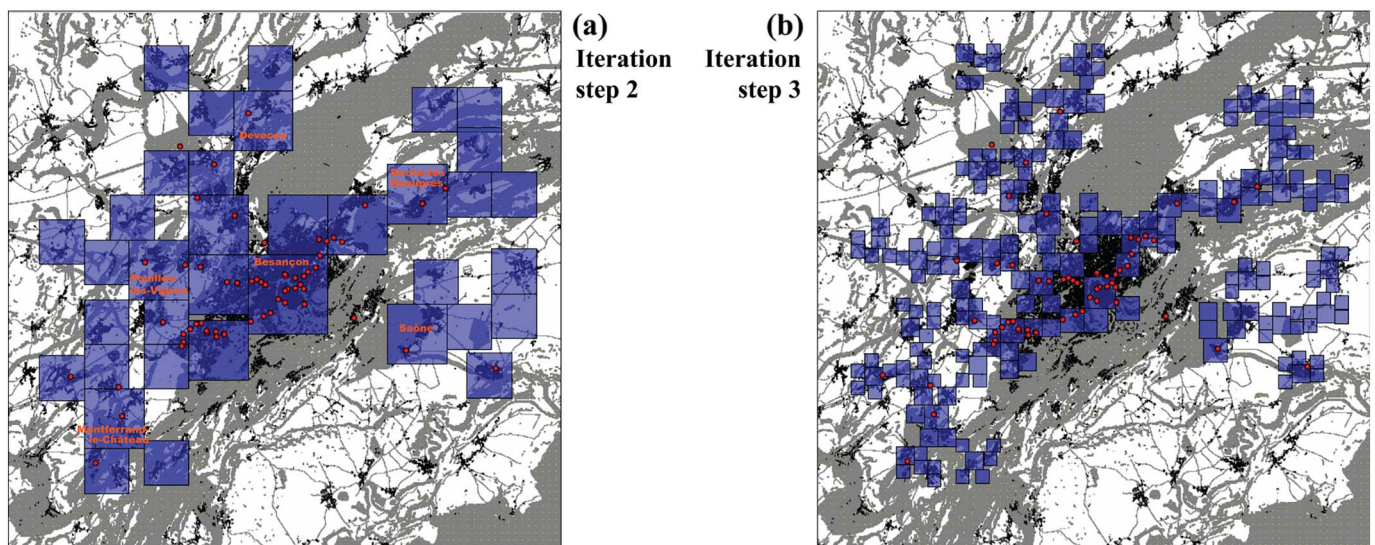 (a)
Iteration
step 2
(b)
Iteration
step 3
Devecey
Roche-lez
Beaupré
Besançon
Pouilley
les-Vignes
Saône
Montferrand
le-Château